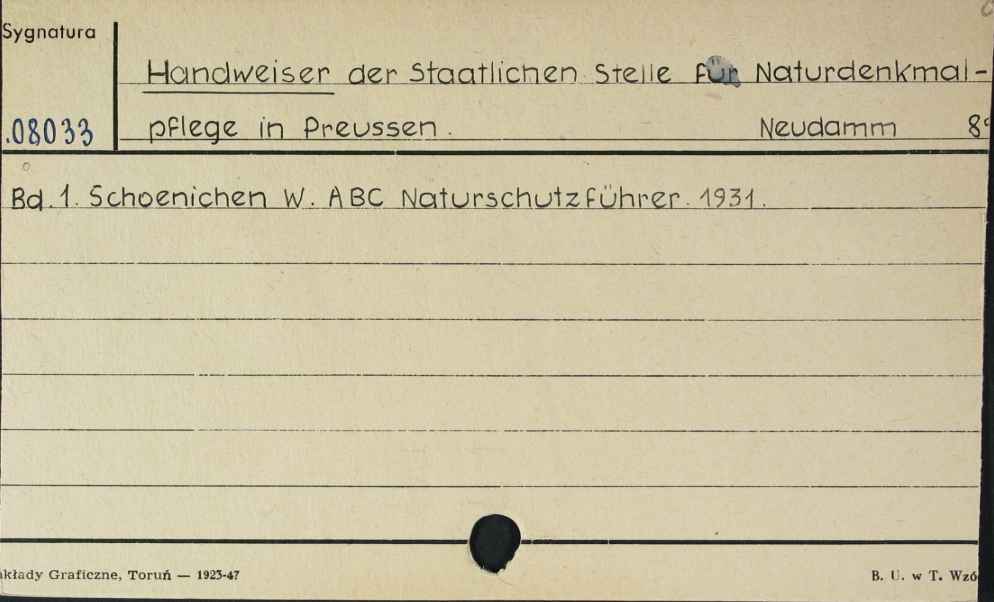 Sygnatura
Handweiser der Staatlichen Stelle für Naturdenkmal-
.08033 pflege in Preussen. Neudamm 8°
Bd. 1. Schoenichen W. ABC Naturschutzführer. 1931.
kłady Graficzne, Toruń — 1923-47 B. U. w T. Wzó